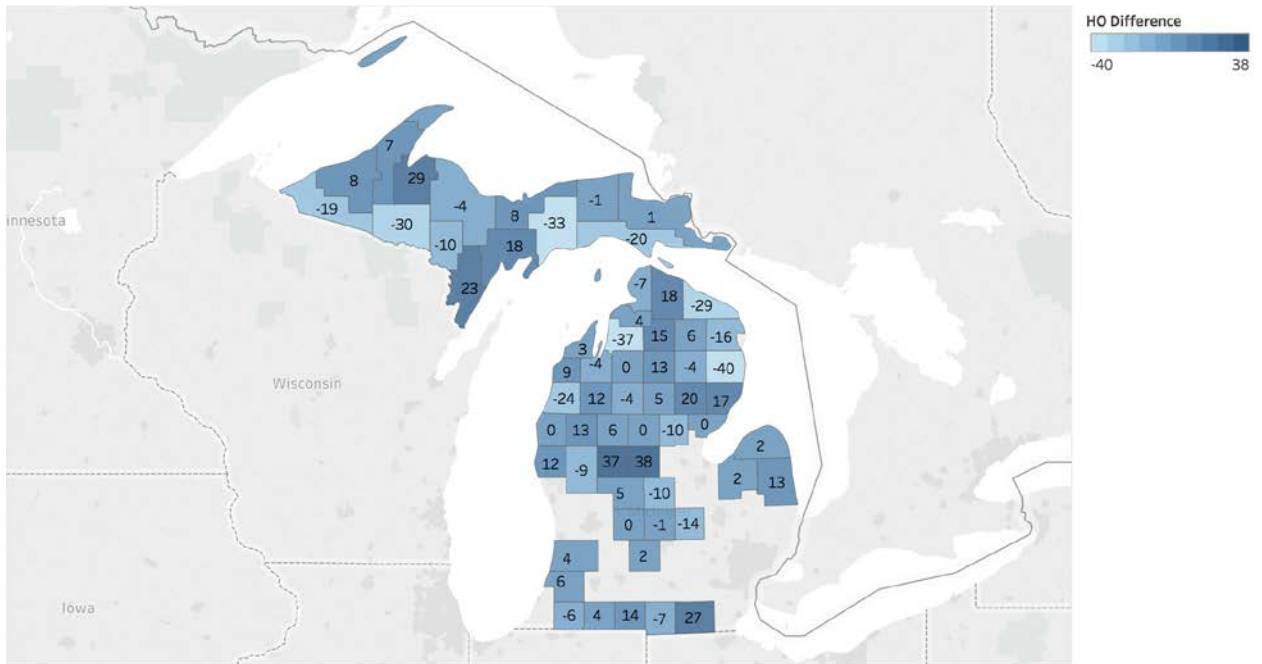 HO Difference
-40 38
7
8 29
-19 -4 8 -1 1
-30 -33
-10 18 -20
23
-7 18 -29
4
-37 15 6 -16
3
9 -4 0 13 -4 -40
-24 12 -4 5 20 17
0 13 6 0 -10 0
2
12 -9 37 38
2 13
5 -10
0 -1 -14
4 2
6
-6 4 14 -7 27
innesota
Wisconsin
Iowa